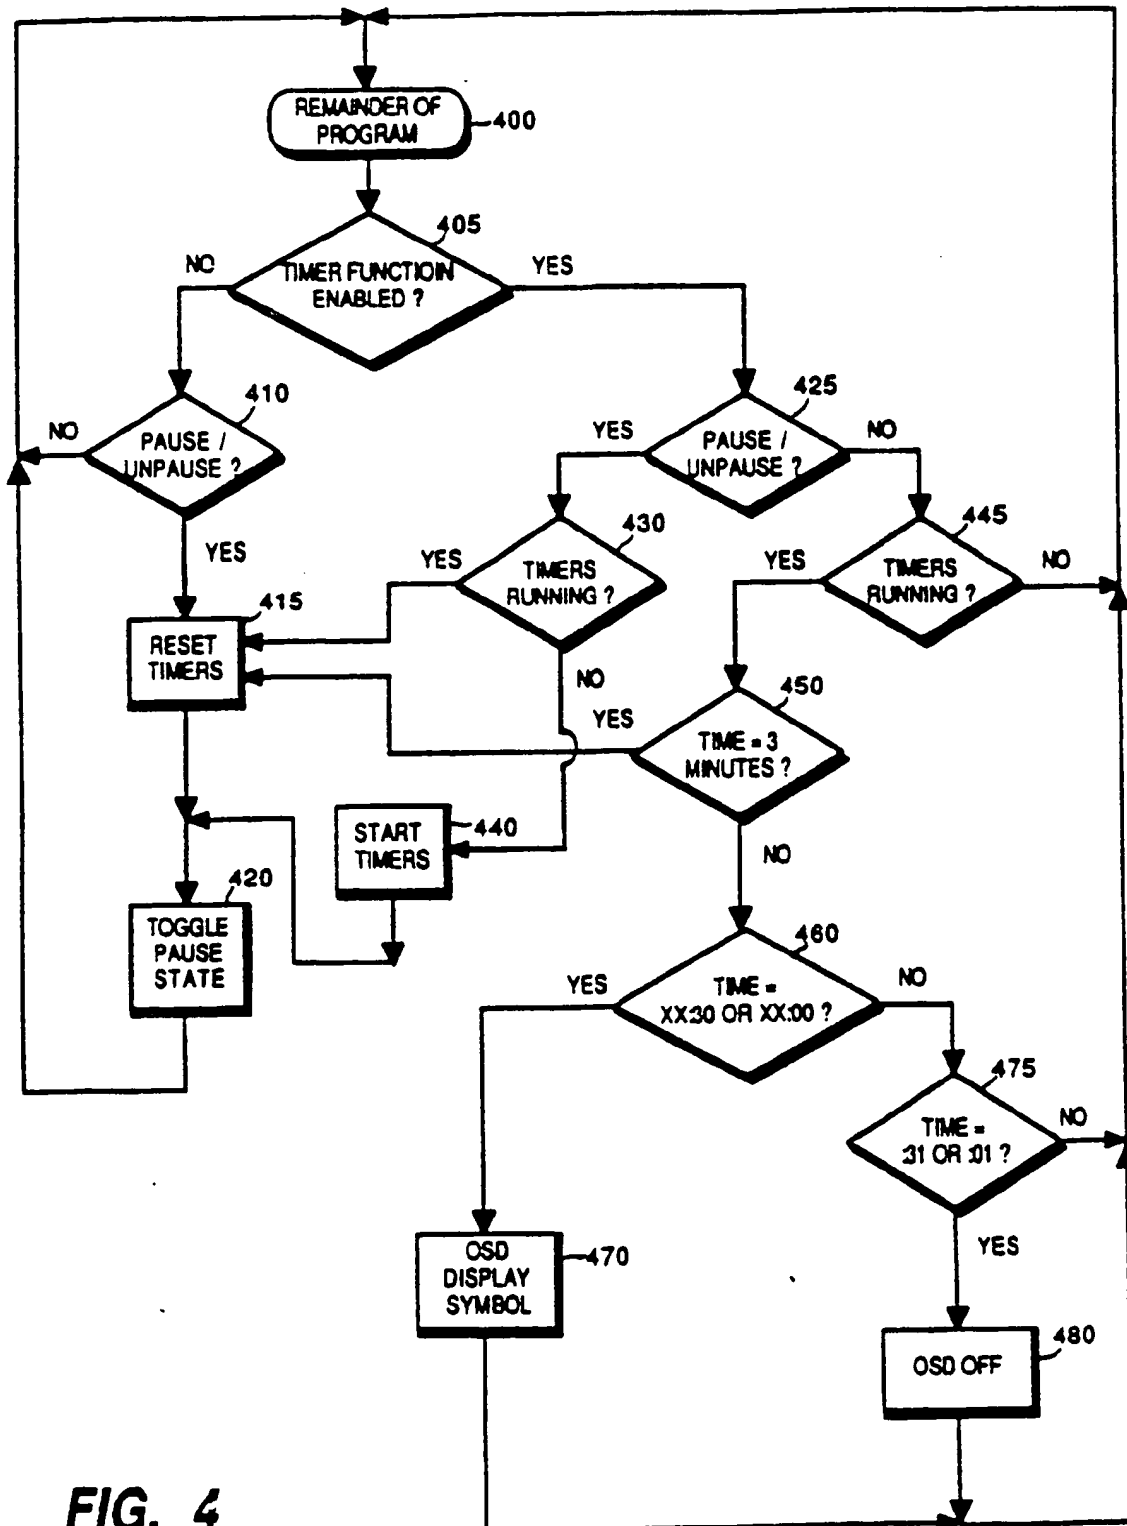 REMAINDER OF
PROGRAM
400
405
NO
TIMER FUNCTIOIN
ENABLED ?
YES
410
NO
PAUSE /
UNPAUSE ?
YES
425
YES
PAUSE /
UNPAUSE ?
NO
430
YES
TIMERS
RUNNING ?
NO
445
YES
TIMERS
RUNNING ?
NO
415
RESET
TIMERS
450
YES
TIME = 3
MINUTES ?
NO
START
TIMERS
440
420
TOGGLE
PAUSE
STATE
460
YES
TIME =
XX:30 OR XX:00 ?
NO
475
TIME =
:31 OR :01 ?
NO
YES
OSD
DISPLAY
SYMBOL
470
OSD OFF
480
FIG. 4